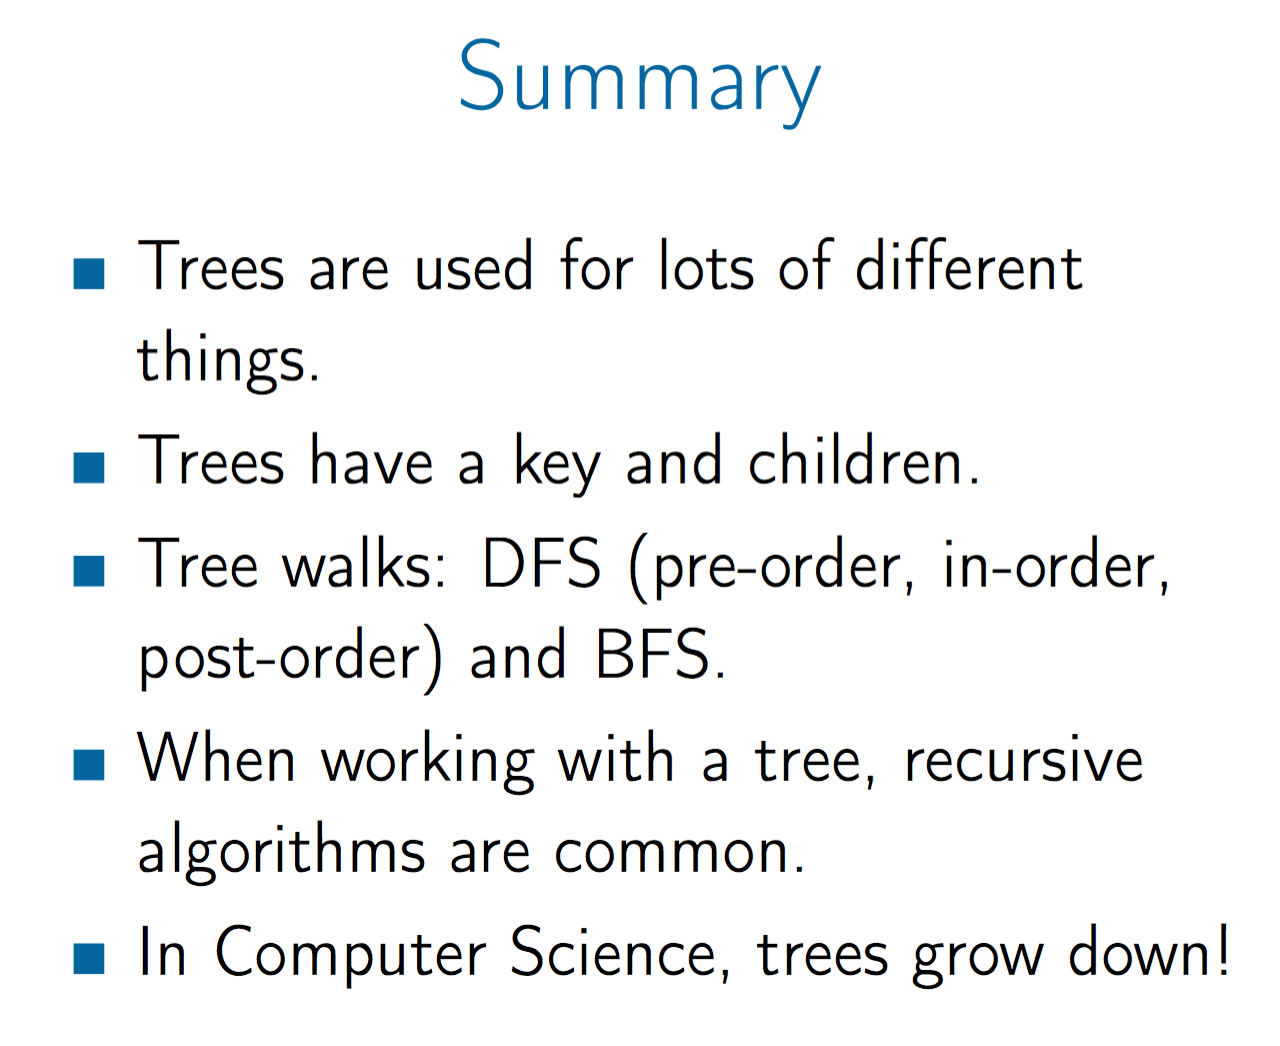 Summary
Trees are used for lots of different
things.
Trees have a key and children.
Tree walks: DFS (pre-order, in-order,
post-order) and BFS.
When working with a tree, recursive
algorithms are common.
In Computer Science, trees grow down!